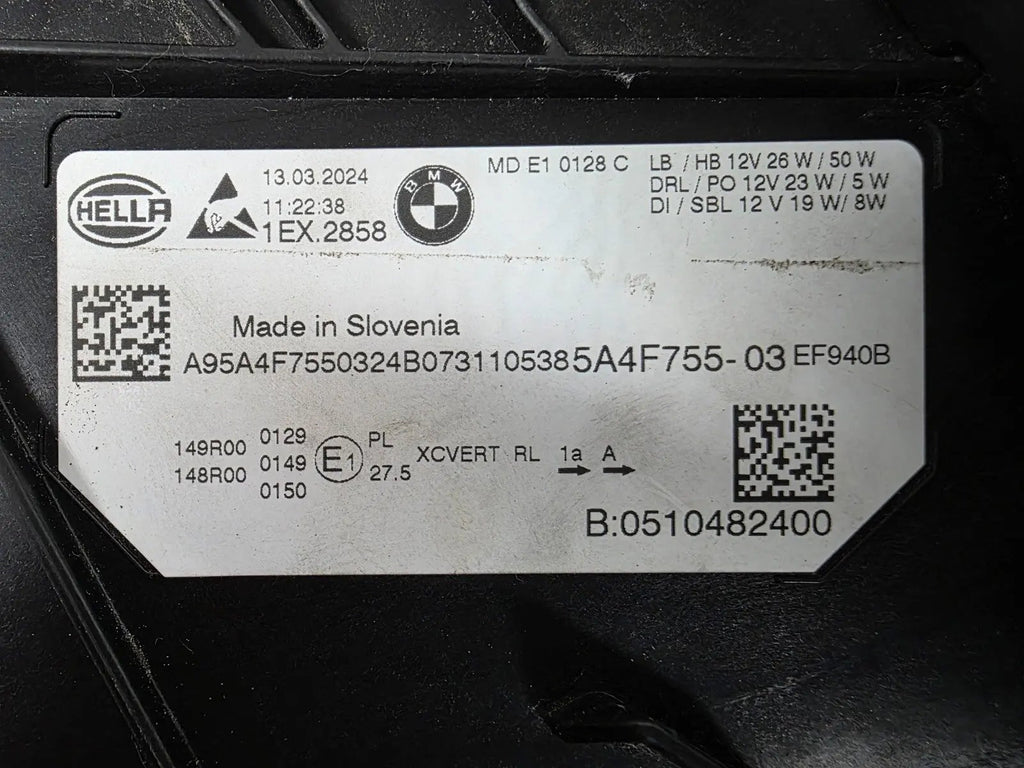 HELLA
13.03.2024
11:22:38
1EX.2858
BMW
MD E1 0128 C
LB / HB 12V 26 W / 50 W
DRL / PO 12V 23 W / 5 W
DI / SBL 12 V 19 W/ 8W
Made in Slovenia
A95A4F7550324B0731105385A4F755-03 EF940B
149R00 0129
148R00 0149
0150
E1
PL
27.5
XCVERT RL 1a A
B:0510482400